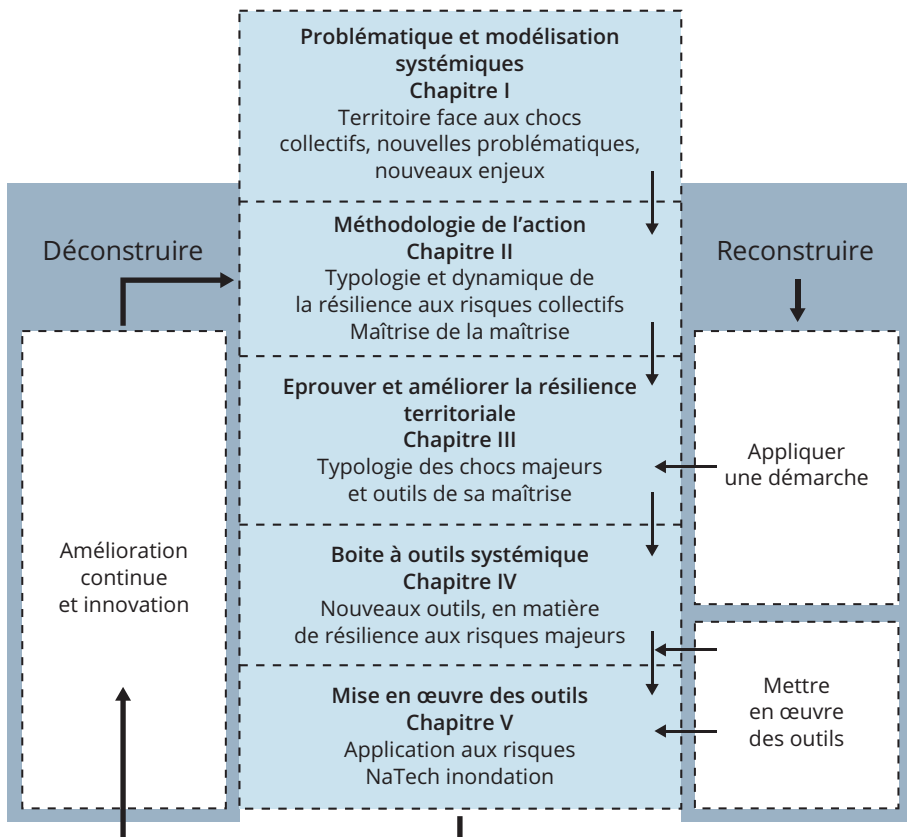 Problématique et modélisation
systémiques
Chapitre I
Territoire face aux chocs
collectifs, nouvelles problématiques,
nouveaux enjeux
Déconstruire
Méthodologie de l'action
Chapitre II
Typologie et dynamique de
la résilience aux risques collectifs
Maîtrise de la maîtrise
Reconstruire
Eprouver et améliorer la résilience
territoriale
Chapitre III
Typologie des chocs majeurs
et outils de sa maîtrise
Appliquer
une démarche
Amélioration
continue
et innovation
Boite à outils systémique
Chapitre IV
Nouveaux outils, en matière
de résilience aux risques majeurs
Mise en œuvre des outils
Chapitre V
Application aux risques
NaTech inondation
Mettre
en œuvre
des outils